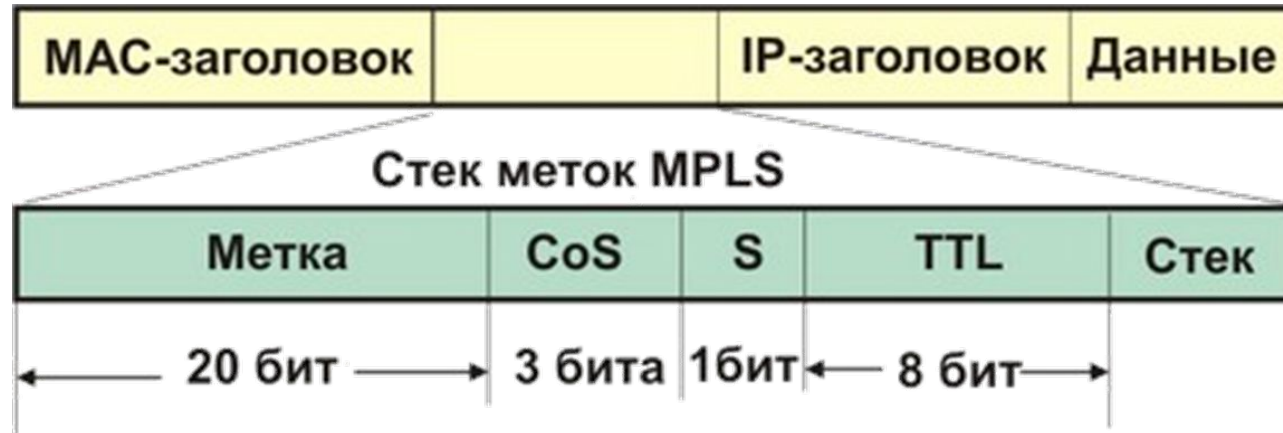 MAC-заголовок IP-заголовок Данные
Стек меток MPLS
Метка CoS S TTL Стек
20 бит 3 бита 1бит 8 бит